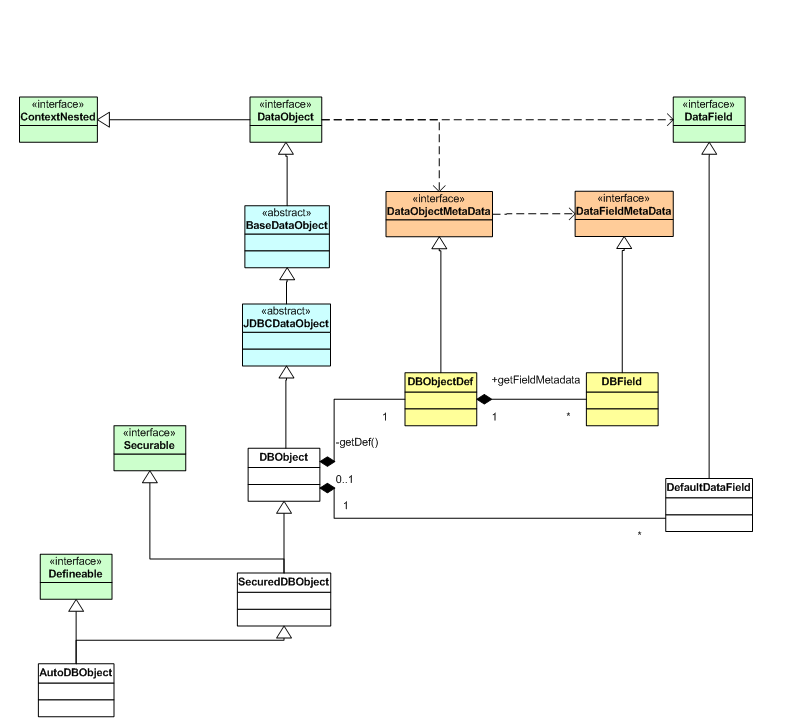 «interface»
ContextNested
«interface»
DataObject
«interface»
DataField
«interface»
DataObjectMetaData
«interface»
DataFieldMetaData
«abstract»
BaseDataObject
«abstract»
JDBCDataObject
DBObjectDef
+getFieldMetadata
DBField
1
1
*
«interface»
Securable
-getDef()
DBObject
0..1
1
DefaultDataField
*
«interface»
Defineable
SecuredDBObject
AutoDBObject